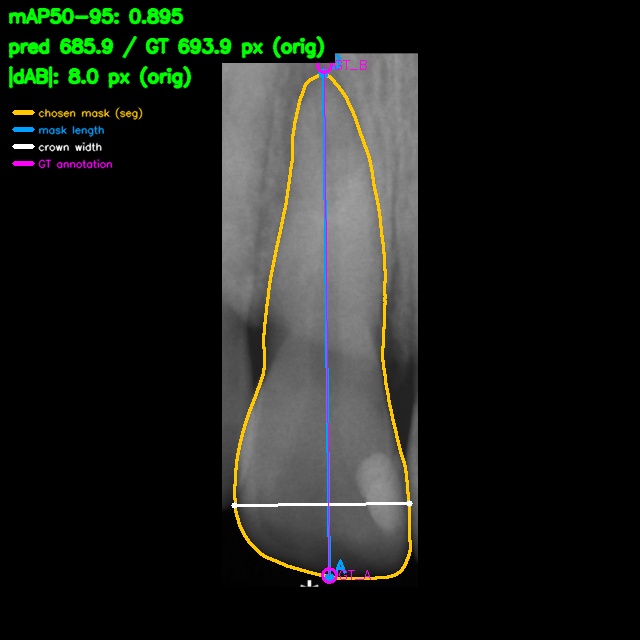 mAP50-95: 0.895
pred 685.9 / GT 693.9 px (orig)
|dAB|: 8.0 px (orig)
chosen mask (seg)
mask length
crown width
GT annotation
GT_B
A
GT_A